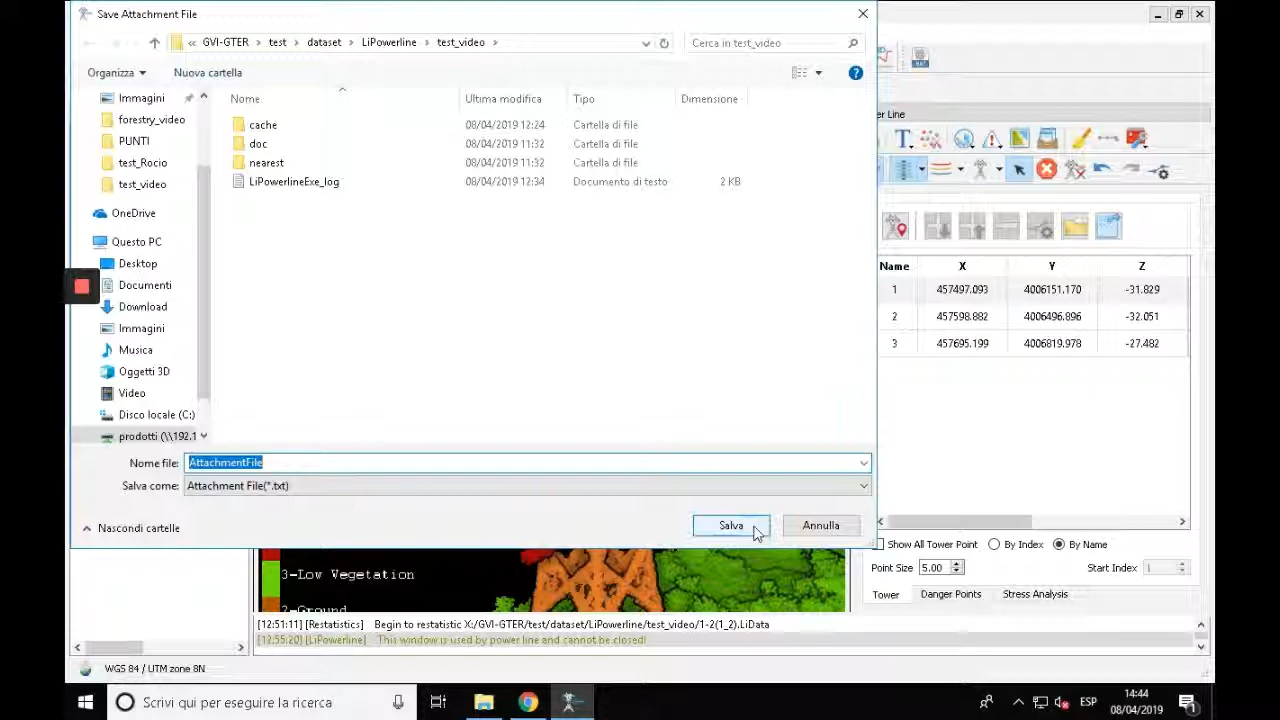 Save Attachment File
« GVI-GTER > test > dataset > LiPowerline > test_video >
Cerca in test_video
Organizza
Nuova cartella
Immagini
forestry_video
PUNTI
test_Rocio
test_video
OneDrive
Questo PC
Desktop
Documenti
Download
Immagini
Musica
Oggetti 3D
Video
Disco locale (C:)
prodotti (\\192.1
Nome Ultima modifica Tipo Dimensione
cache 08/04/2019 12:24 Cartella di file
doc 08/04/2019 11:32 Cartella di file
nearest 08/04/2019 11:32 Cartella di file
LiPowerlineExe_log 08/04/2019 12:34 Documento di testo 2 KB
Nome file: AttachmentFile
Salva come: Attachment File(*.txt)
Nascondi cartelle
Salva
Annulla
er Line
Name X Y Z
1 457497.093 4006151.170 -31.829
2 457598.882 4006496.896 -32.051
3 457695.199 4006819.978 -27.482
Show All Tower Point By Index By Name
Point Size 5.00 Start Index 1
Tower Danger Points Stress Analysis
3-Low Vegetation
2-Ground
[12:51:11] [Restatistics] Begin to restatistic X:/GVI-GTER/test/dataset/LiPowerline/test_video/1-2(1_2).LiData
[12:55:20] [LiPowerline] This window is used by power line and cannot be closed!
WGS 84 / UTM zone 8N
Scrivi qui per eseguire la ricerca
ESP
14:44
08/04/2019
1